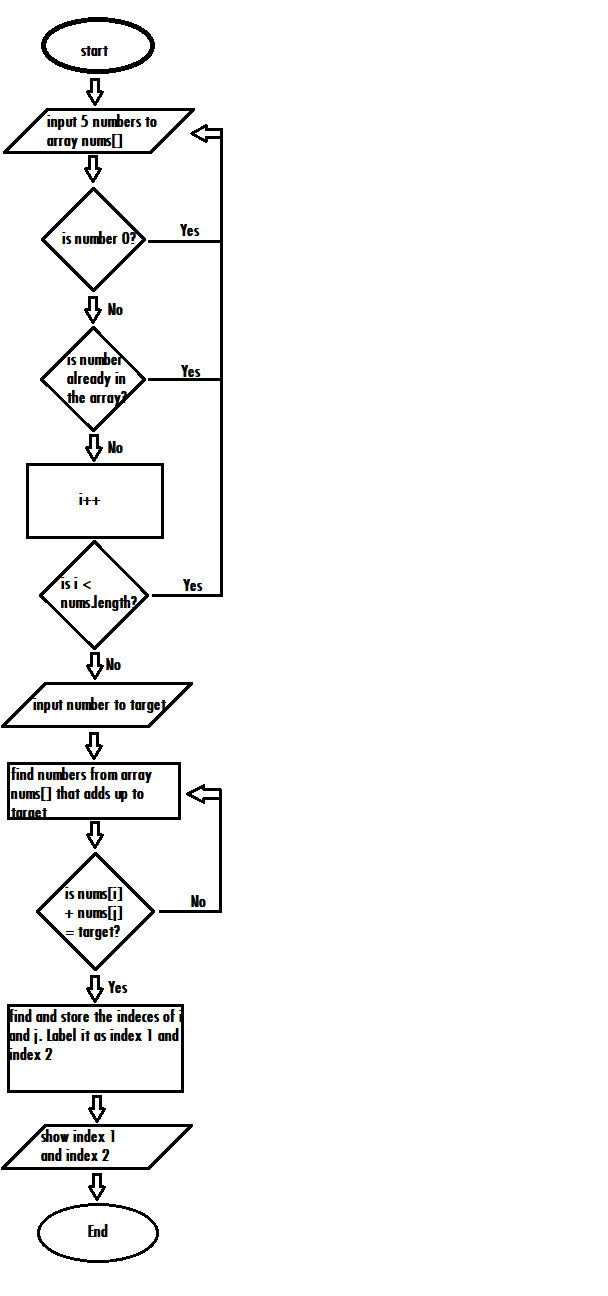 start
input 5 numbers to
array nums[]
is number 0?
Yes
No
is number
already in
the array?
Yes
No
i++
is i <
nums.length?
Yes
No
input number to target
find numbers from array
nums[] that adds up to
target
is nums[i]
+ nums[j]
= target?
No
Yes
find and store the indeces of i
and j. Label it as index 1 and
index 2
show index 1
and index 2
End